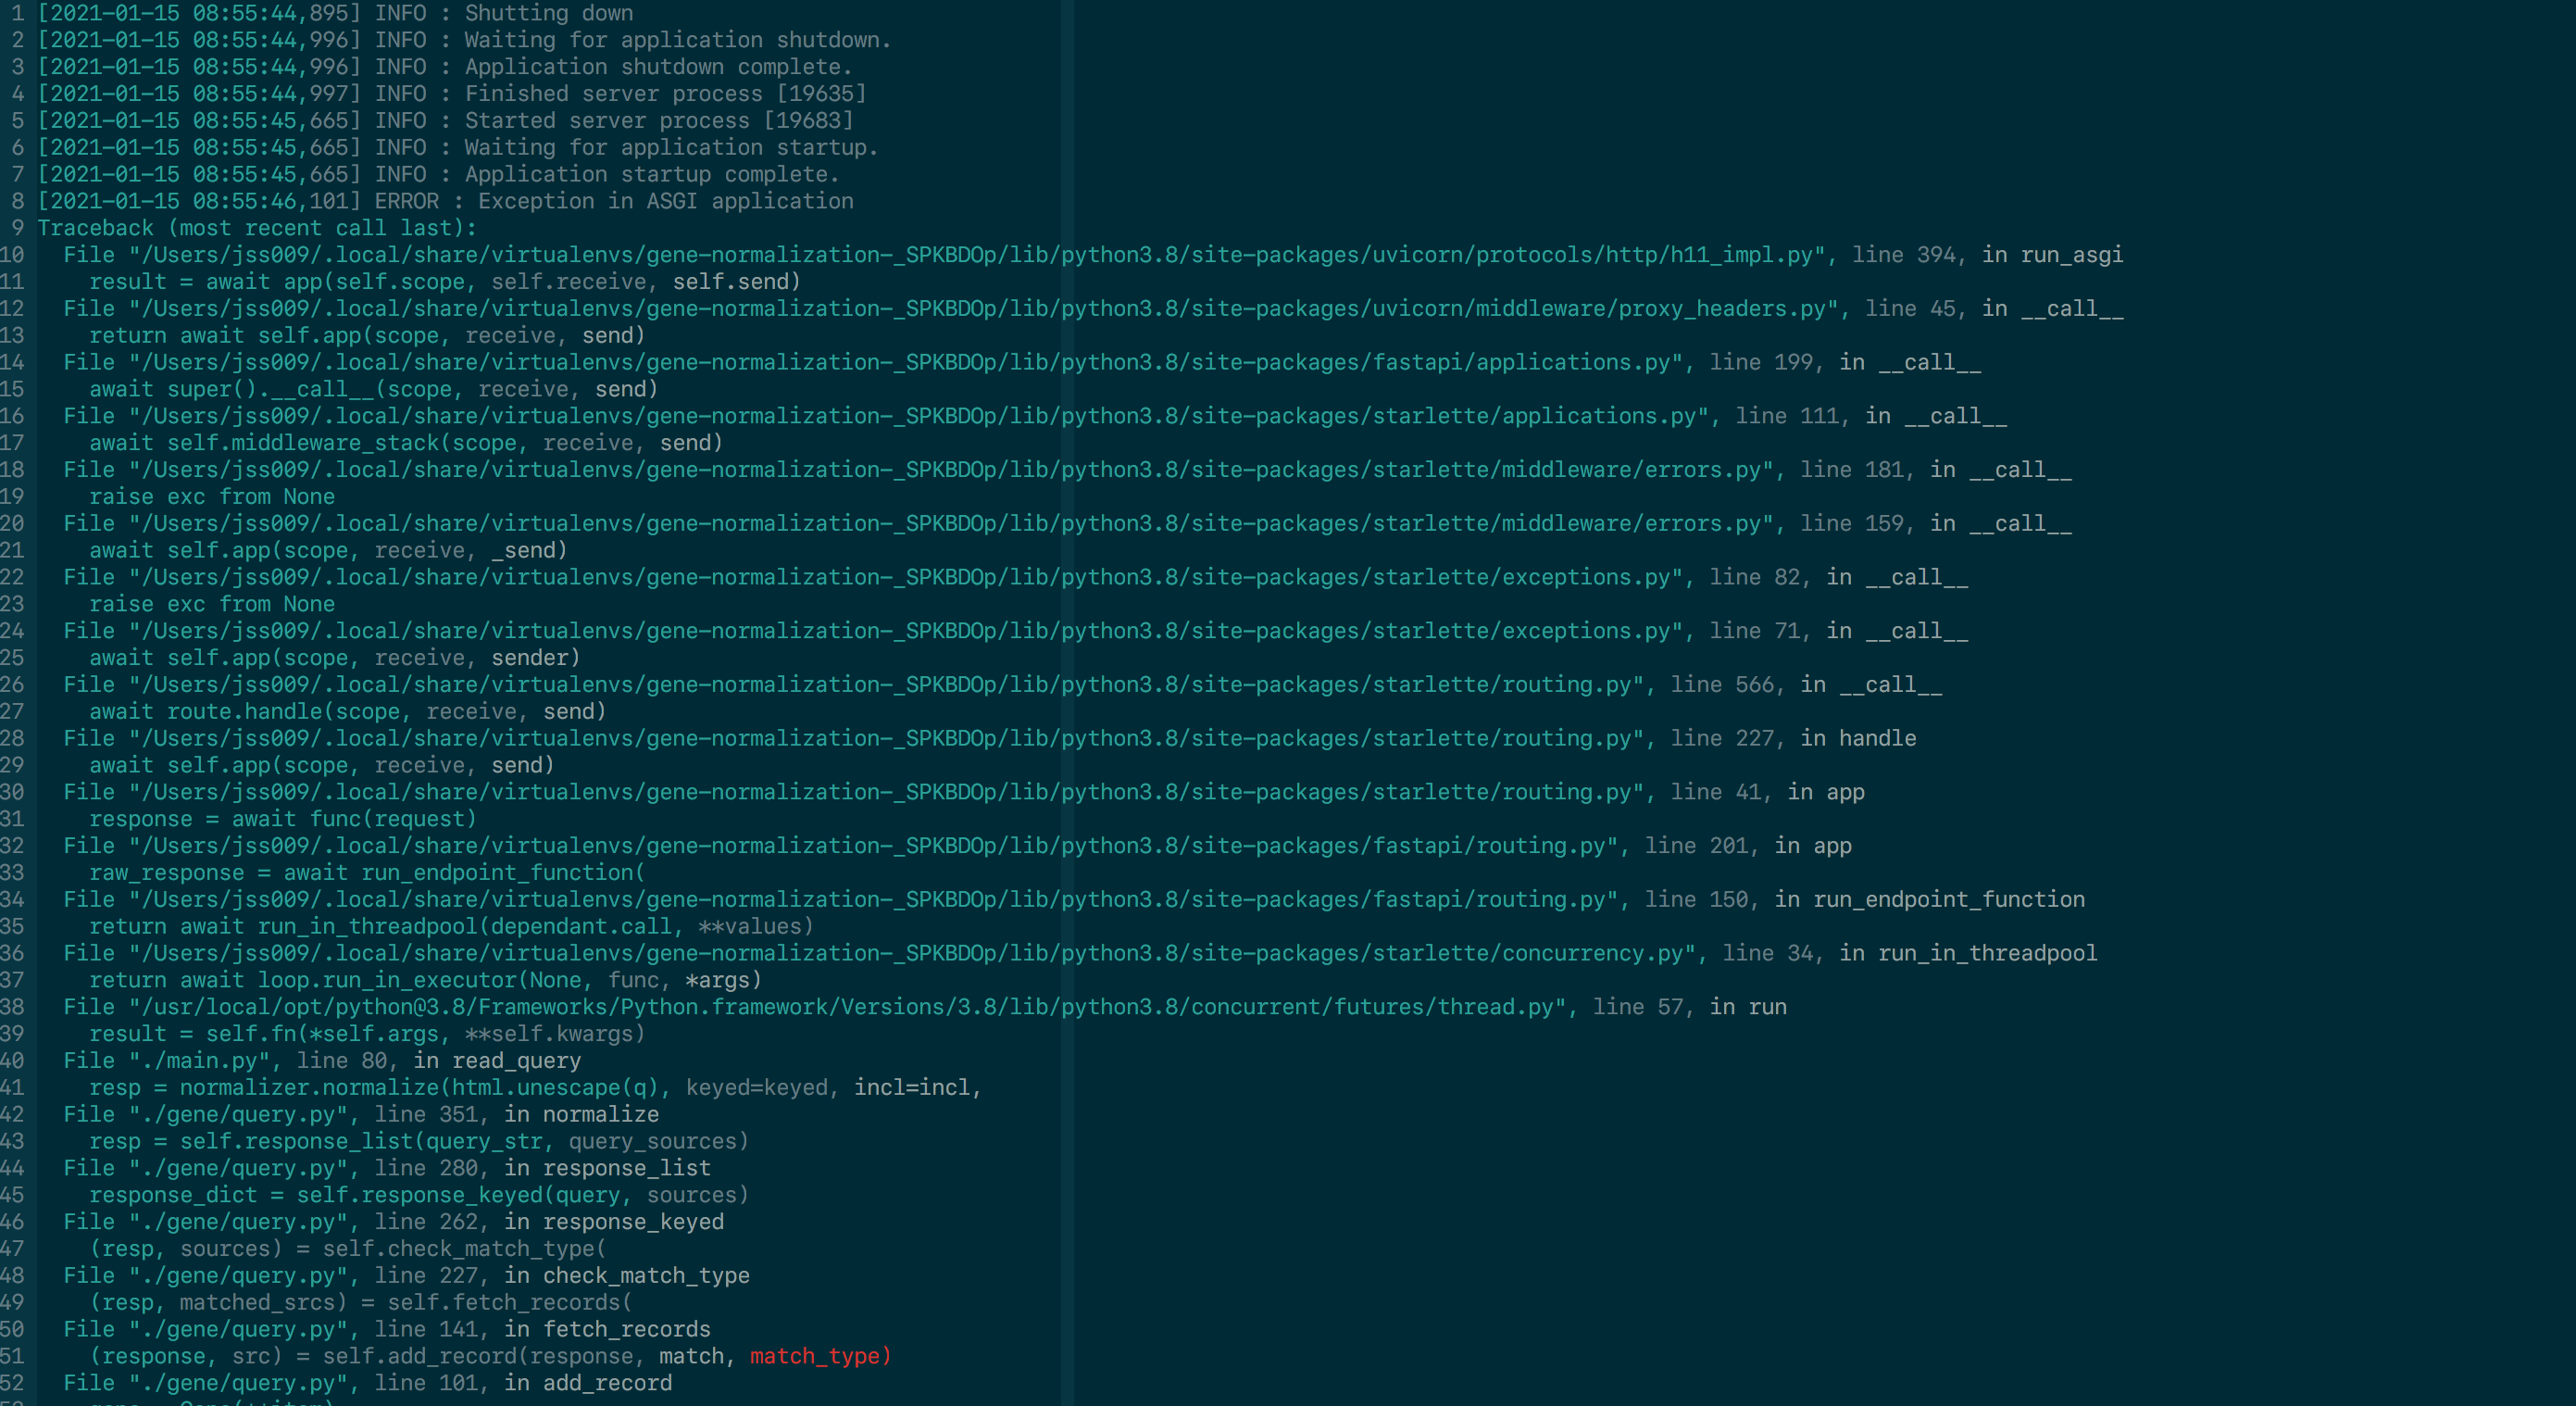 1 [2021-01-15 08:55:44,895] INFO : Shutting down
2 [2021-01-15 08:55:44,996] INFO : Waiting for application shutdown.
3 [2021-01-15 08:55:44,996] INFO : Application shutdown complete.
4 [2021-01-15 08:55:44,997] INFO : Finished server process [19635]
5 [2021-01-15 08:55:45,665] INFO : Started server process [19683]
6 [2021-01-15 08:55:45,665] INFO : Waiting for application startup.
7 [2021-01-15 08:55:45,665] INFO : Application startup complete.
8 [2021-01-15 08:55:46,101] ERROR : Exception in ASGI application
9 Traceback (most recent call last):
10   File "/Users/jss009/.local/share/virtualenvs/gene-normalization-_SPKBDOp/lib/python3.8/site-packages/uvicorn/protocols/http/h11_impl.py", line 394, in run_asgi
11     result = await app(self.scope, self.receive, self.send)
12   File "/Users/jss009/.local/share/virtualenvs/gene-normalization-_SPKBDOp/lib/python3.8/site-packages/uvicorn/middleware/proxy_headers.py", line 45, in __call__
13     return await self.app(scope, receive, send)
14   File "/Users/jss009/.local/share/virtualenvs/gene-normalization-_SPKBDOp/lib/python3.8/site-packages/fastapi/applications.py", line 199, in __call__
15     await super().__call__(scope, receive, send)
16   File "/Users/jss009/.local/share/virtualenvs/gene-normalization-_SPKBDOp/lib/python3.8/site-packages/starlette/applications.py", line 111, in __call__
17     await self.middleware_stack(scope, receive, send)
18   File "/Users/jss009/.local/share/virtualenvs/gene-normalization-_SPKBDOp/lib/python3.8/site-packages/starlette/middleware/errors.py", line 181, in __call__
19     raise exc from None
20   File "/Users/jss009/.local/share/virtualenvs/gene-normalization-_SPKBDOp/lib/python3.8/site-packages/starlette/middleware/errors.py", line 159, in __call__
21     await self.app(scope, receive, _send)
22   File "/Users/jss009/.local/share/virtualenvs/gene-normalization-_SPKBDOp/lib/python3.8/site-packages/starlette/exceptions.py", line 82, in __call__
23     raise exc from None
24   File "/Users/jss009/.local/share/virtualenvs/gene-normalization-_SPKBDOp/lib/python3.8/site-packages/starlette/exceptions.py", line 71, in __call__
25     await self.app(scope, receive, sender)
26   File "/Users/jss009/.local/share/virtualenvs/gene-normalization-_SPKBDOp/lib/python3.8/site-packages/starlette/routing.py", line 566, in __call__
27     await route.handle(scope, receive, send)
28   File "/Users/jss009/.local/share/virtualenvs/gene-normalization-_SPKBDOp/lib/python3.8/site-packages/starlette/routing.py", line 227, in handle
29     await self.app(scope, receive, send)
30   File "/Users/jss009/.local/share/virtualenvs/gene-normalization-_SPKBDOp/lib/python3.8/site-packages/starlette/routing.py", line 41, in app
31     response = await func(request)
32   File "/Users/jss009/.local/share/virtualenvs/gene-normalization-_SPKBDOp/lib/python3.8/site-packages/fastapi/routing.py", line 201, in app
33     raw_response = await run_endpoint_function(
34   File "/Users/jss009/.local/share/virtualenvs/gene-normalization-_SPKBDOp/lib/python3.8/site-packages/fastapi/routing.py", line 150, in run_endpoint_function
35     return await run_in_threadpool(dependant.call, **values)
36   File "/Users/jss009/.local/share/virtualenvs/gene-normalization-_SPKBDOp/lib/python3.8/site-packages/starlette/concurrency.py", line 34, in run_in_threadpool
37     return await loop.run_in_executor(None, func, *args)
38   File "/usr/local/opt/python@3.8/Frameworks/Python.framework/Versions/3.8/lib/python3.8/concurrent/futures/thread.py", line 57, in run
39     result = self.fn(*self.args, **self.kwargs)
40   File "./main.py", line 80, in read_query
41     resp = normalizer.normalize(html.unescape(q), keyed=keyed, incl=incl,
42   File "./gene/query.py", line 351, in normalize
43     resp = self.response_list(query_str, query_sources)
44   File "./gene/query.py", line 280, in response_list
45     response_dict = self.response_keyed(query, sources)
46   File "./gene/query.py", line 262, in response_keyed
47     (resp, sources) = self.check_match_type(
48   File "./gene/query.py", line 227, in check_match_type
49     (resp, matched_srcs) = self.fetch_records(
50   File "./gene/query.py", line 141, in fetch_records
51     (response, src) = self.add_record(response, match, match_type)
52   File "./gene/query.py", line 101, in add_record